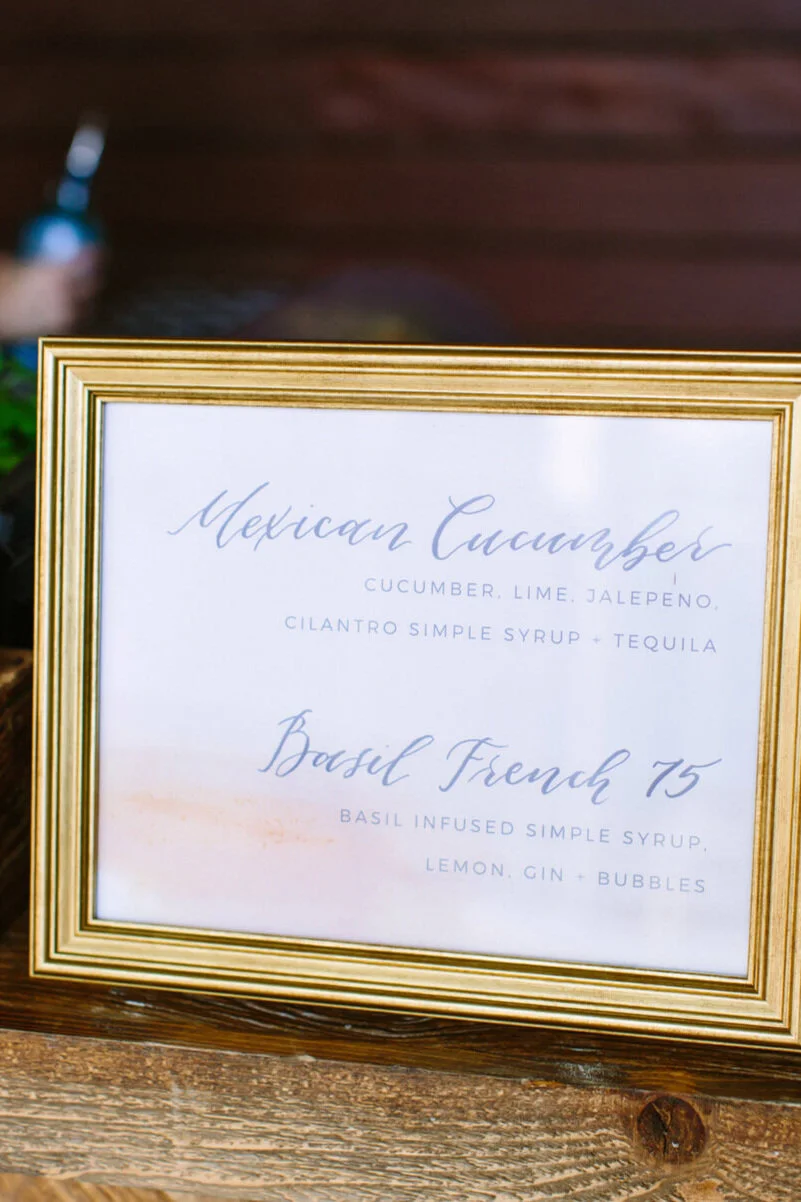 Mexican Cucumber
CUCUMBER, LIME, JALEPENO,
CILANTRO SIMPLE SYRUP + TEQUILA
Basil French 75
BASIL INFUSED SIMPLE SYRUP,
LEMON, GIN + BUBBLES